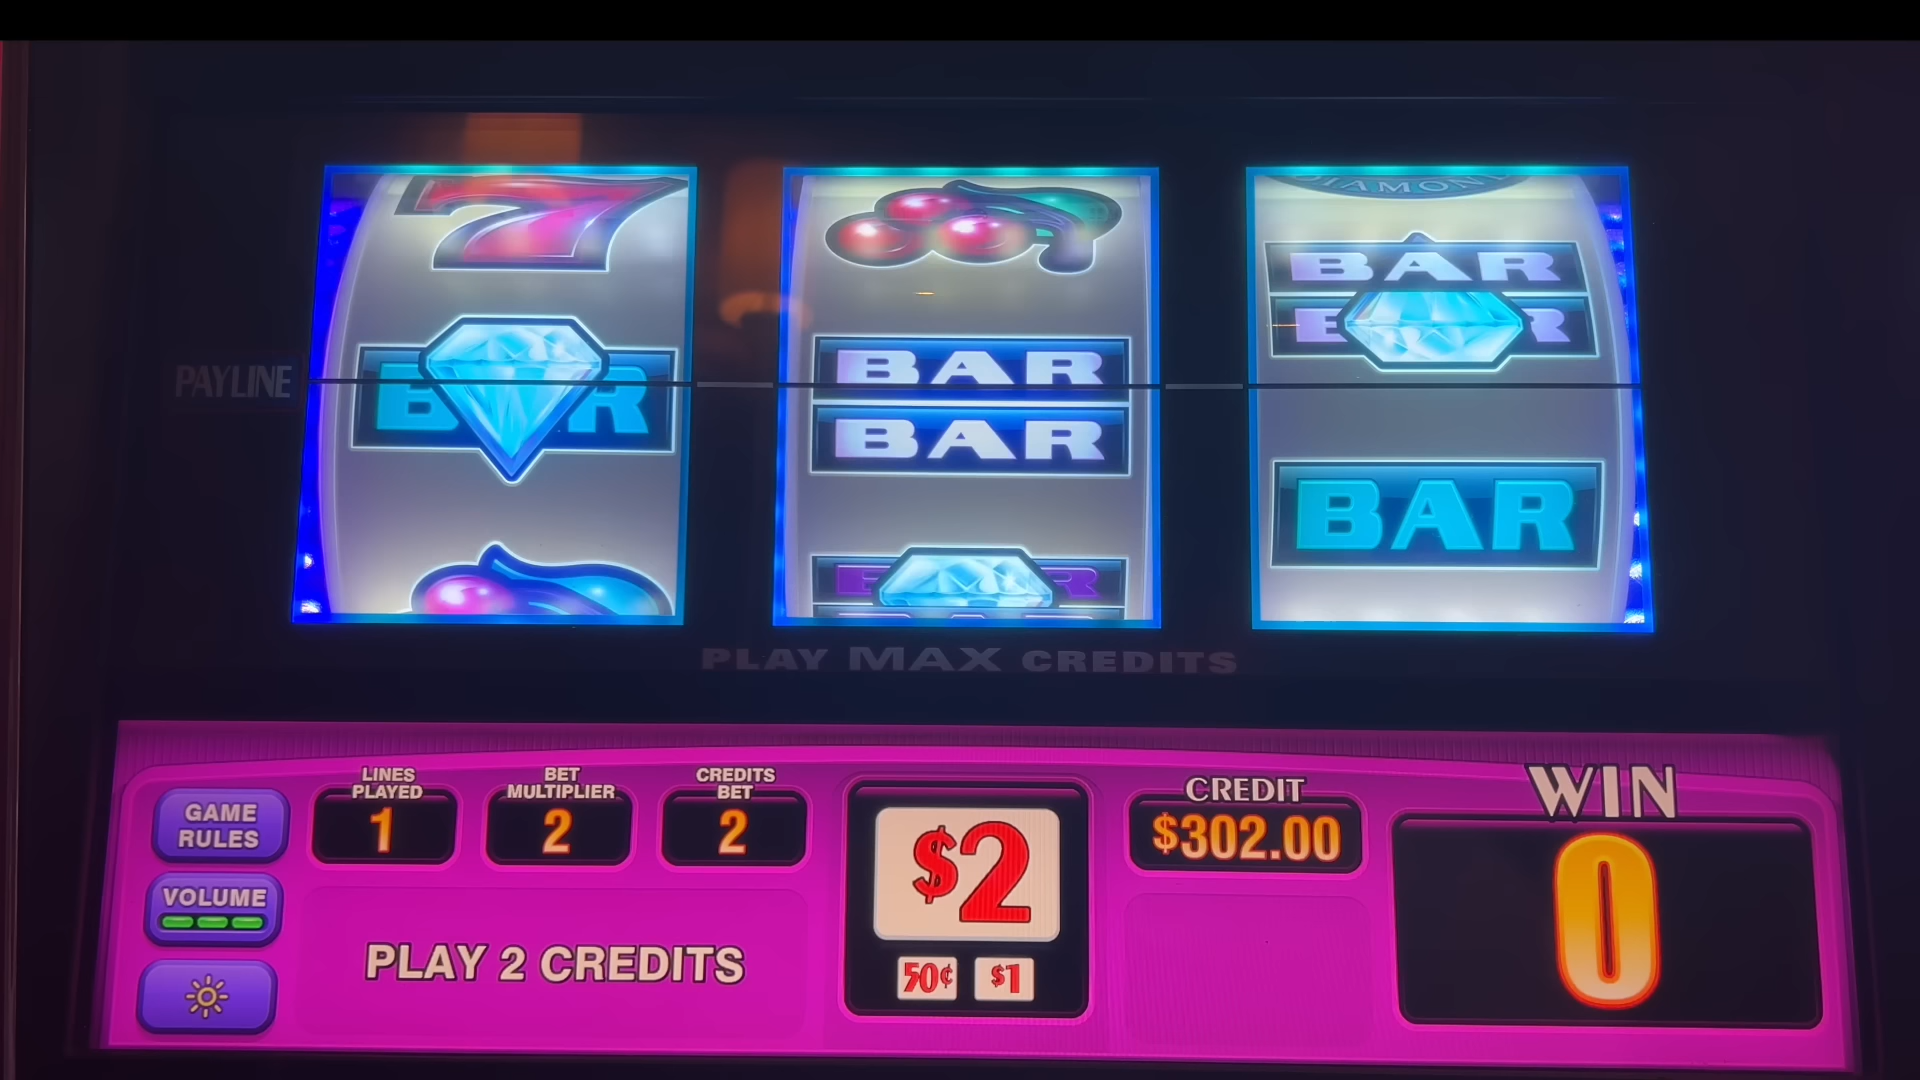 DIAMOND
BAR
BAR
PAYLINE
BAR
BAR
BAR
PLAY MAX CREDITS
LINES PLAYED
1
BET MULTIPLIER
2
CREDITS BET
2
CREDIT
$302.00
WIN
0
GAME RULES
VOLUME
$2
50¢ $1
PLAY 2 CREDITS